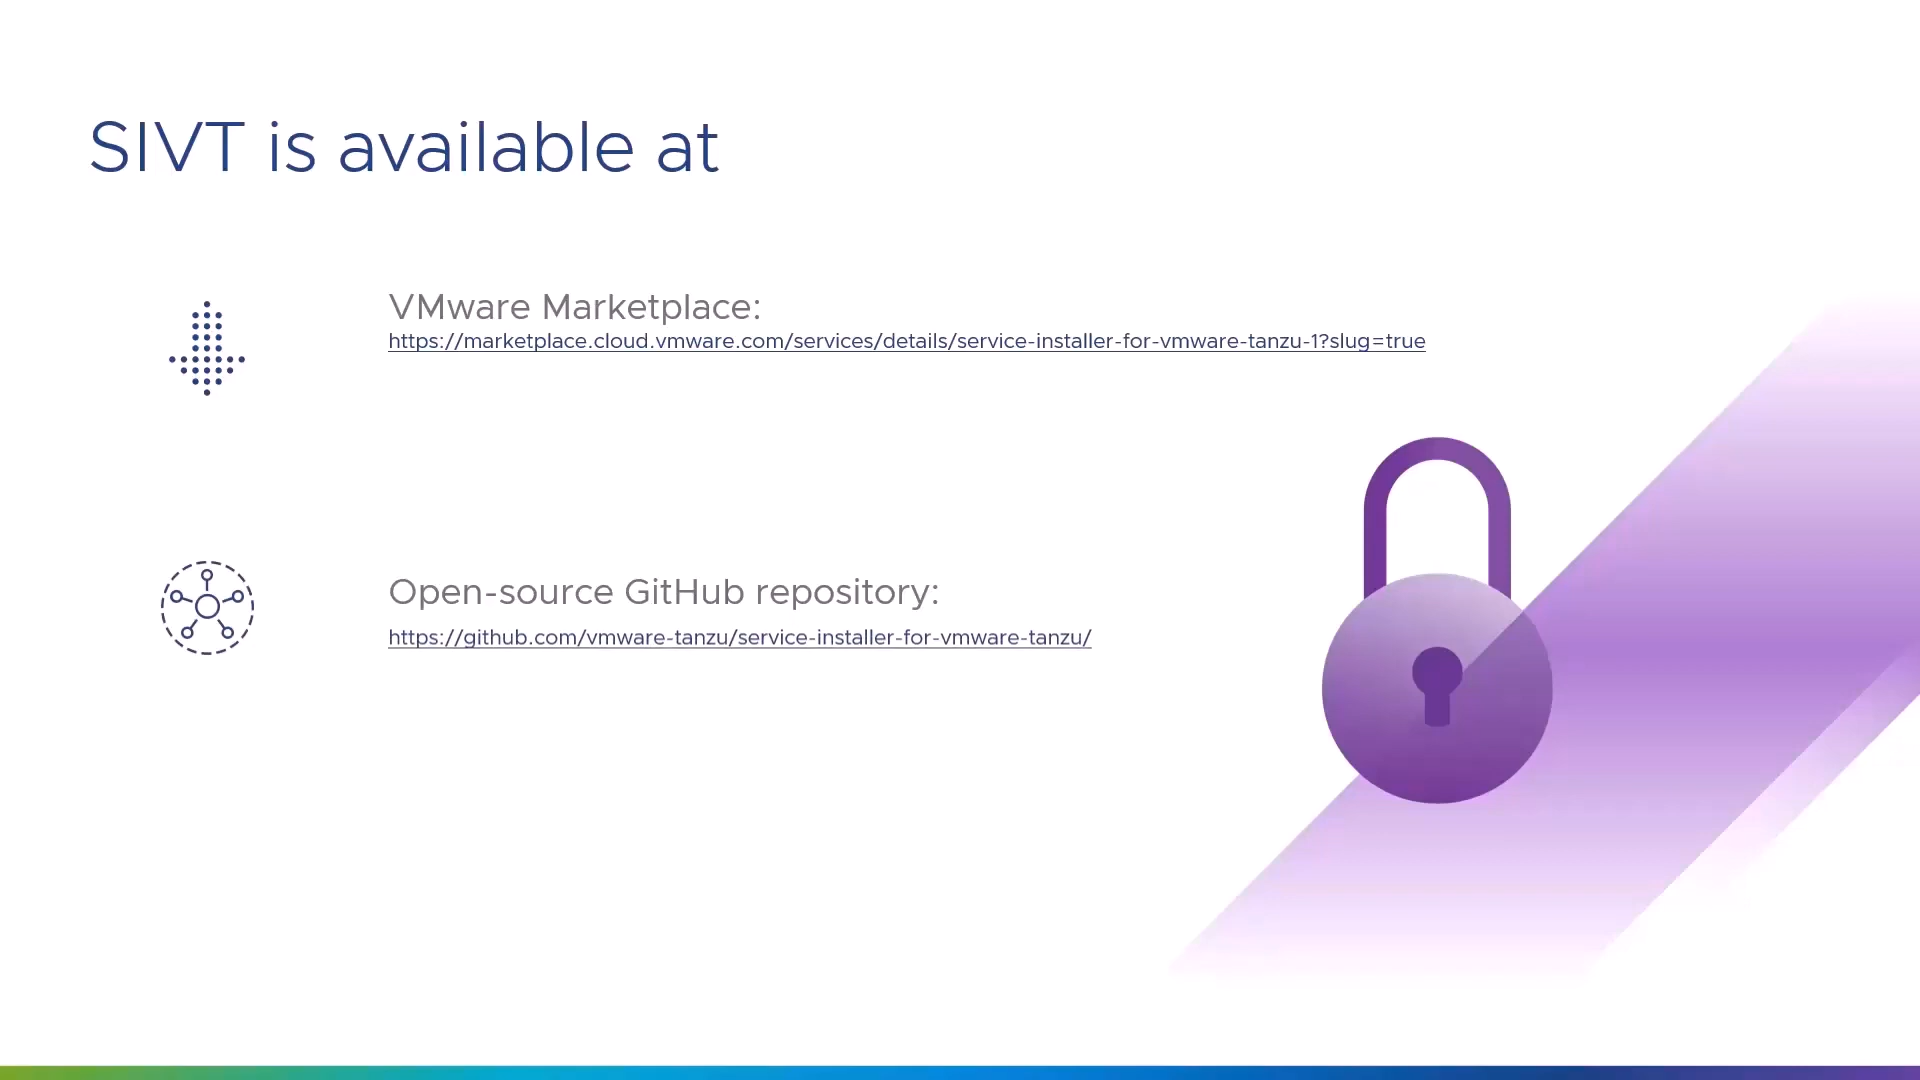 SIVT is available at
VMware Marketplace:
https://marketplace.cloud.vmware.com/services/details/service-installer-for-vmware-tanzu-1?slug=true
Open-source GitHub repository:
https://github.com/vmware-tanzu/service-installer-for-vmware-tanzu/